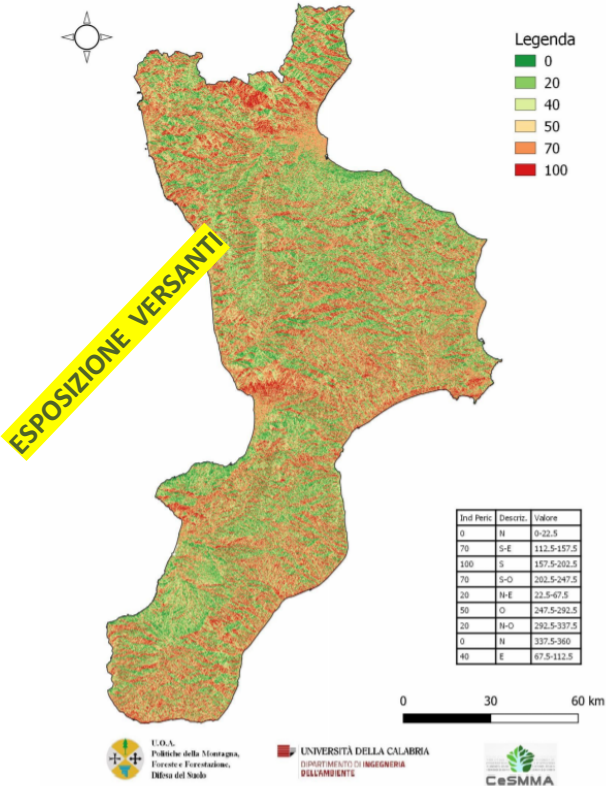 Legenda
0
20
40
50
70
100
ESPOSIZIONE VERSANTI
Ind Peric Descriz. Valore
0 N 0-22.5
70 S-E 112.5-157.5
100 S 157.5-202.5
70 S-O 202.5-247.5
20 N-E 22.5-67.5
50 O 247.5-292.5
20 N-O 292.5-337.5
0 N 337.5-360
40 E 67.5-112.5
0 30 60 km
U.O.A.
Politiche della Montagna,
Foreste e Forestazione,
Difesa del Suolo
UNIVERSITÀ DELLA CALABRIA
DIPARTIMENTO DI INGEGNERIA
DELL'AMBIENTE
CeSMMA